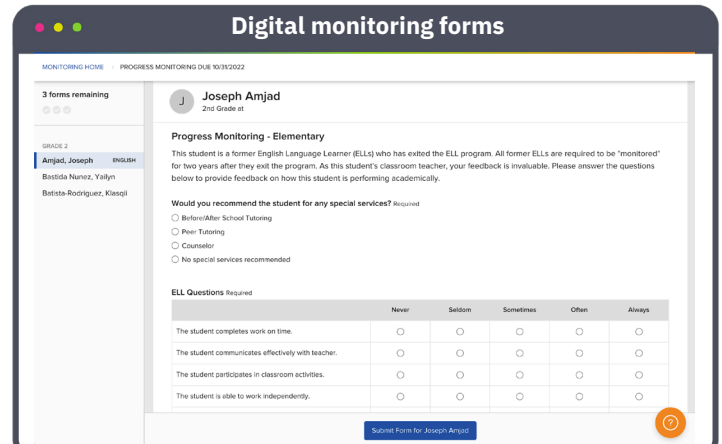 Digital monitoring forms
MONITORING HOME PROGRESS MONITORING DUE 10/31/2022
3 forms remaining
GRADE 2
Amjad, Joseph ENGLISH
Bastida Nunez, Yailyn
Batista-Rodriguez, Klasqii
J
Joseph Amjad
2nd Grade at
Progress Monitoring - Elementary
This student is a former English Language Learner (ELLs) who has exited the ELL program. All former ELLs are required to be "monitored"
for two years after they exit the program. As this student's classroom teacher, your feedback is invaluable. Please answer the questions
below to provide feedback on how this student is performing academically.
Would you recommend the student for any special services? Required
Before/After School Tutoring
Peer Tutoring
Counselor
No special services recommended
ELL Questions Required
Never Seldom Sometimes Often Always
The student completes work on time.
The student communicates effectively with teacher.
The student participates in classroom activities.
The student is able to work independently.
Submit Form for Joseph Amjad
?